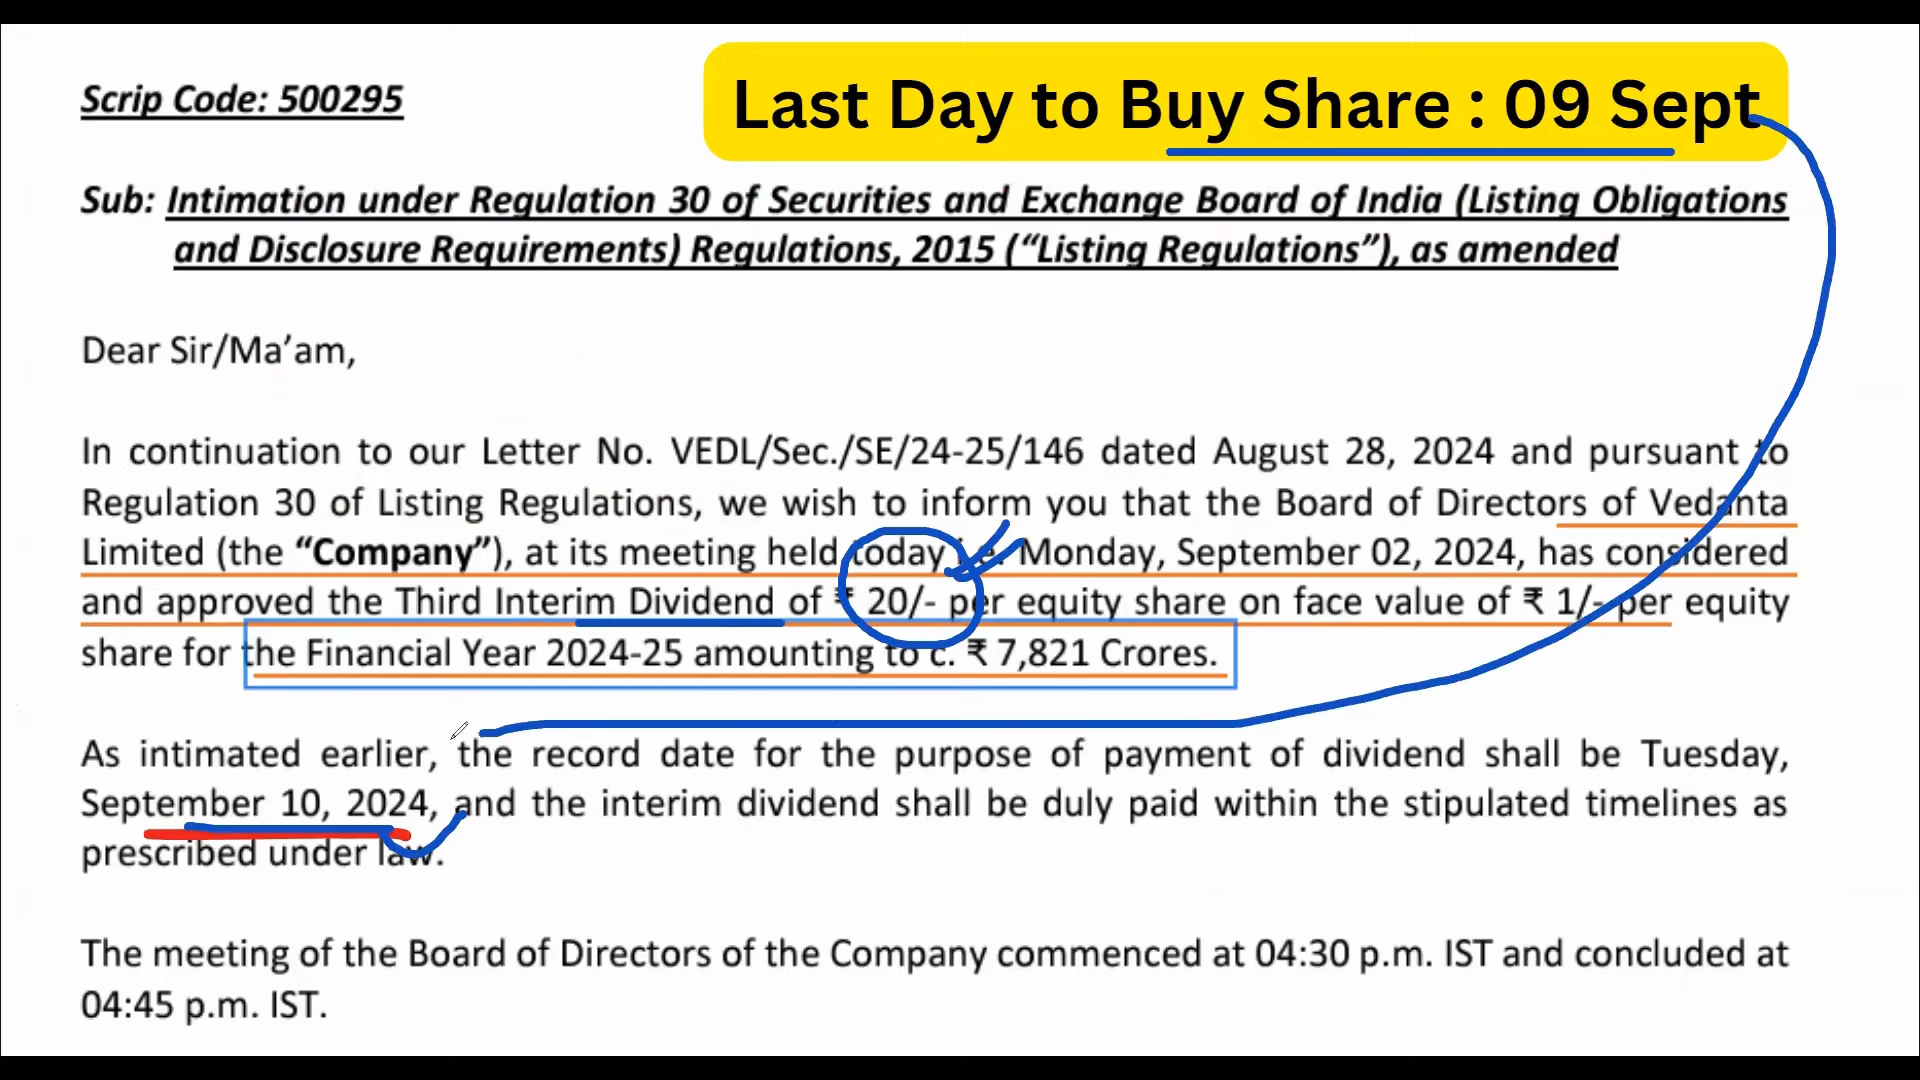 Last Day to Buy Share : 09 Sept
Scrip Code: 500295
Sub: Intimation under Regulation 30 of Securities and Exchange Board of India (Listing Obligations
and Disclosure Requirements) Regulations, 2015 (“Listing Regulations”), as amended
Dear Sir/Ma’am,
In continuation to our Letter No. VEDL/Sec./SE/24-25/146 dated August 28, 2024 and pursuant to
Regulation 30 of Listing Regulations, we wish to inform you that the Board of Directors of Vedanta
Limited (the “Company”), at its meeting held today i.e. Monday, September 02, 2024, has considered
and approved the Third Interim Dividend of ₹ 20/- per equity share on face value of ₹ 1/- per equity
share for the Financial Year 2024-25 amounting to c. ₹ 7,821 Crores.
As intimated earlier, the record date for the purpose of payment of dividend shall be Tuesday,
September 10, 2024, and the interim dividend shall be duly paid within the stipulated timelines as
prescribed under law.
The meeting of the Board of Directors of the Company commenced at 04:30 p.m. IST and concluded at
04:45 p.m. IST.